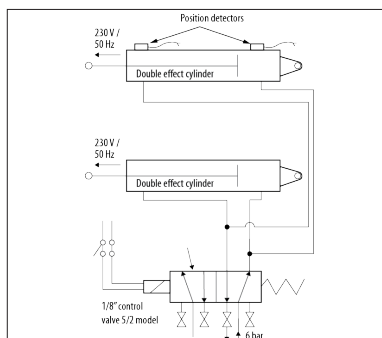 Position detectors
230 V /
50 Hz
Double effect cylinder
230 V /
50 Hz
Double effect cylinder
1/8" control
valve 5/2 model
6 bar